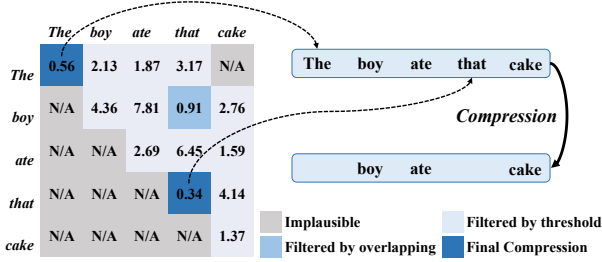 The boy ate that cake
The 0.56 2.13 1.87 3.17 N/A
boy N/A 4.36 7.81 0.91 2.76
ate N/A N/A 2.69 6.45 1.59
that N/A N/A N/A 0.34 4.14
cake N/A N/A N/A N/A 1.37
The boy ate that cake
Compression
boy ate cake
Implausible
Filtered by threshold
Filtered by overlapping
Final Compression